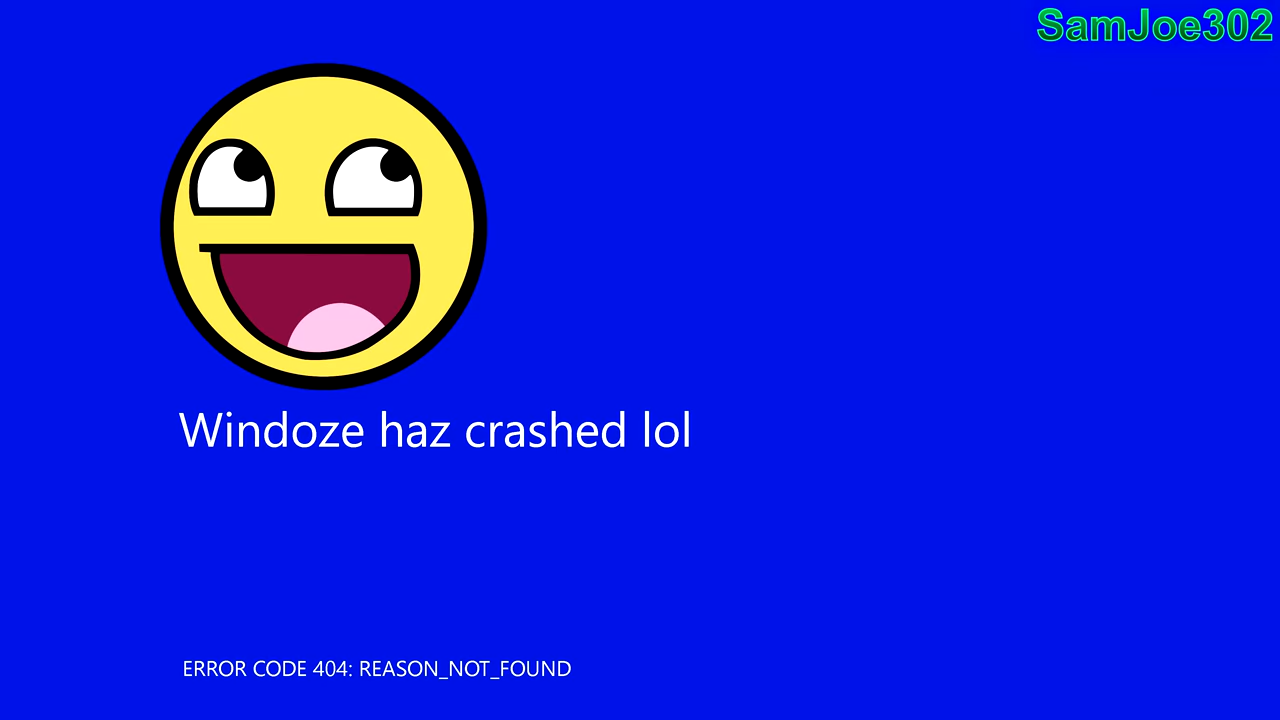 SamJoe302
Windoze haz crashed lol
ERROR CODE 404: REASON_NOT_FOUND